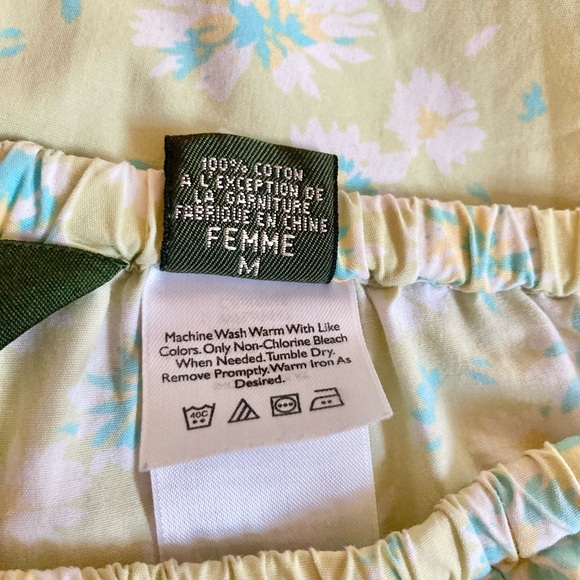 100% COTON
A L'EXCEPTION DE
LA GARNITURE
FABRIQUE EN CHINE
FEMME
M
Machine Wash Warm With Like
Colors. Only Non-Chlorine Bleach
When Needed. Tumble Dry.
Remove Promptly. Warm Iron As
Desired.
40C